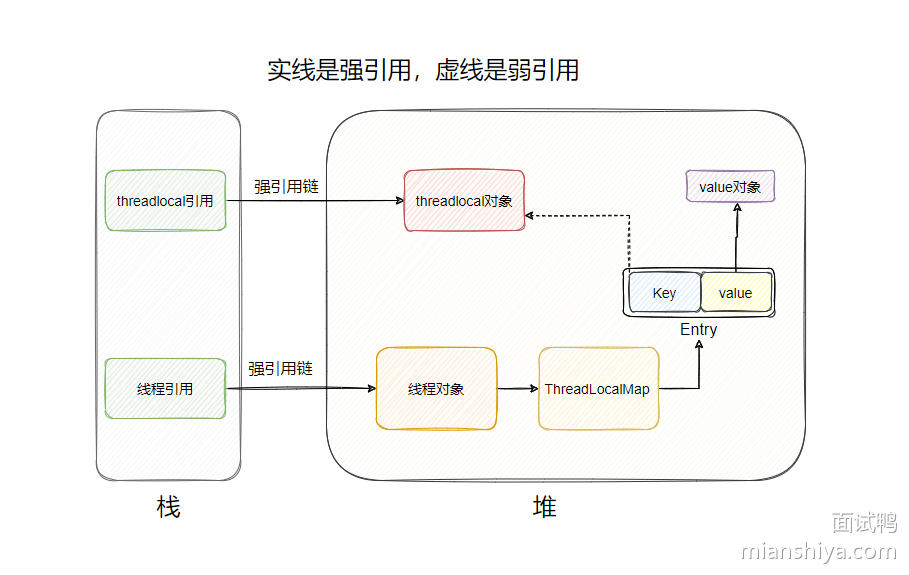 实线是强引用，虚线是弱引用
threadlocal引用
强引用链
threadlocal对象
value对象
Key
value
Entry
线程引用
强引用链
线程对象
ThreadLocalMap
栈
堆
面试鸭
mianshiya.com